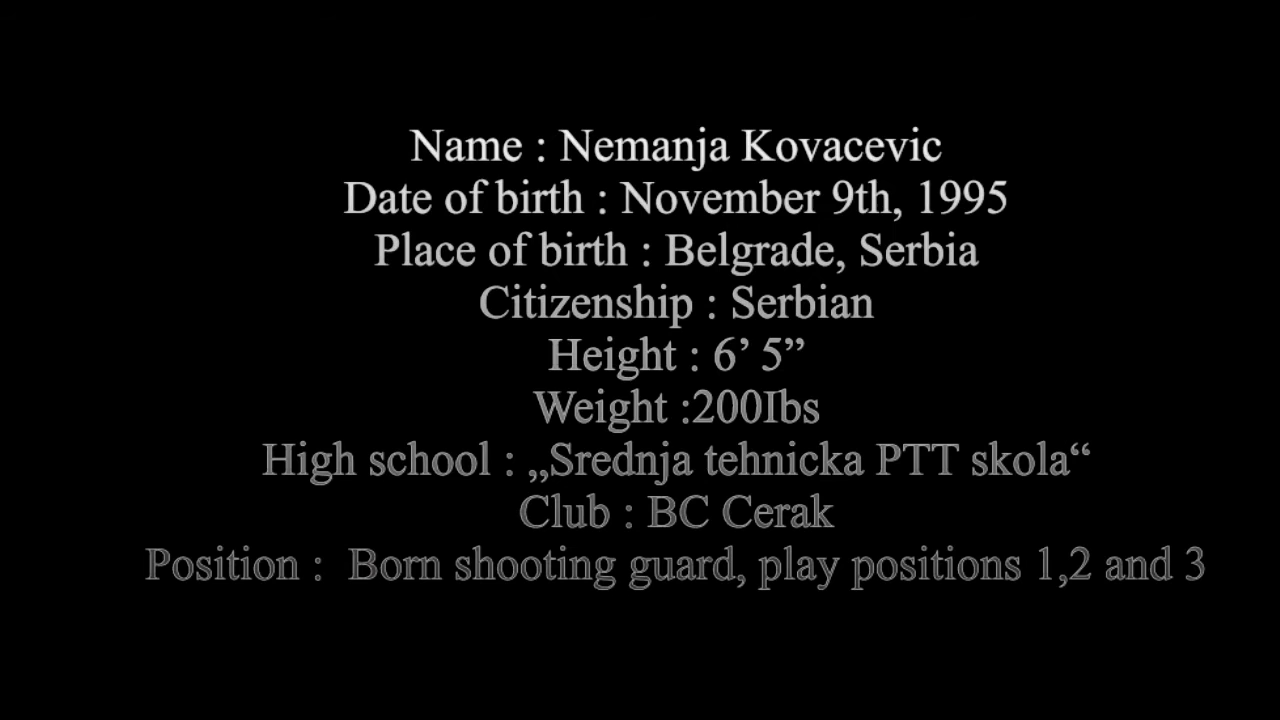 Name : Nemanja Kovacevic
Date of birth : November 9th, 1995
Place of birth : Belgrade, Serbia
Citizenship : Serbian
Height : 6’ 5”
Weight :200Ibs
High school : „Srednja tehnicka PTT skola“
Club : BC Cerak
Position :  Born shooting guard, play positions 1,2 and 3